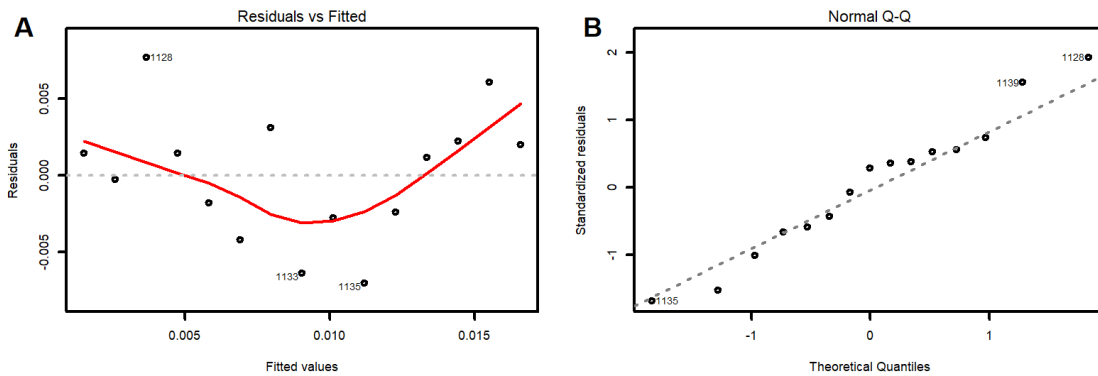 A
Residuals vs Fitted
Residuals
0.005
0.000
-0.005
1128
1133
1135
0.005
0.010
0.015
Fitted values
B
Normal Q-Q
Standardized residuals
2
1
0
-1
1128
1139
1135
-1
0
1
Theoretical Quantiles